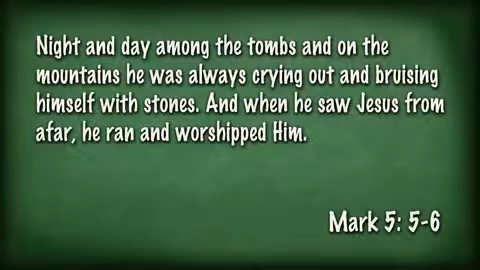 Night and day among the tombs and on the
mountains he was always crying out and bruising
himself with stones. And when he saw Jesus from
afar, he ran and worshipped Him.
Mark 5: 5-6